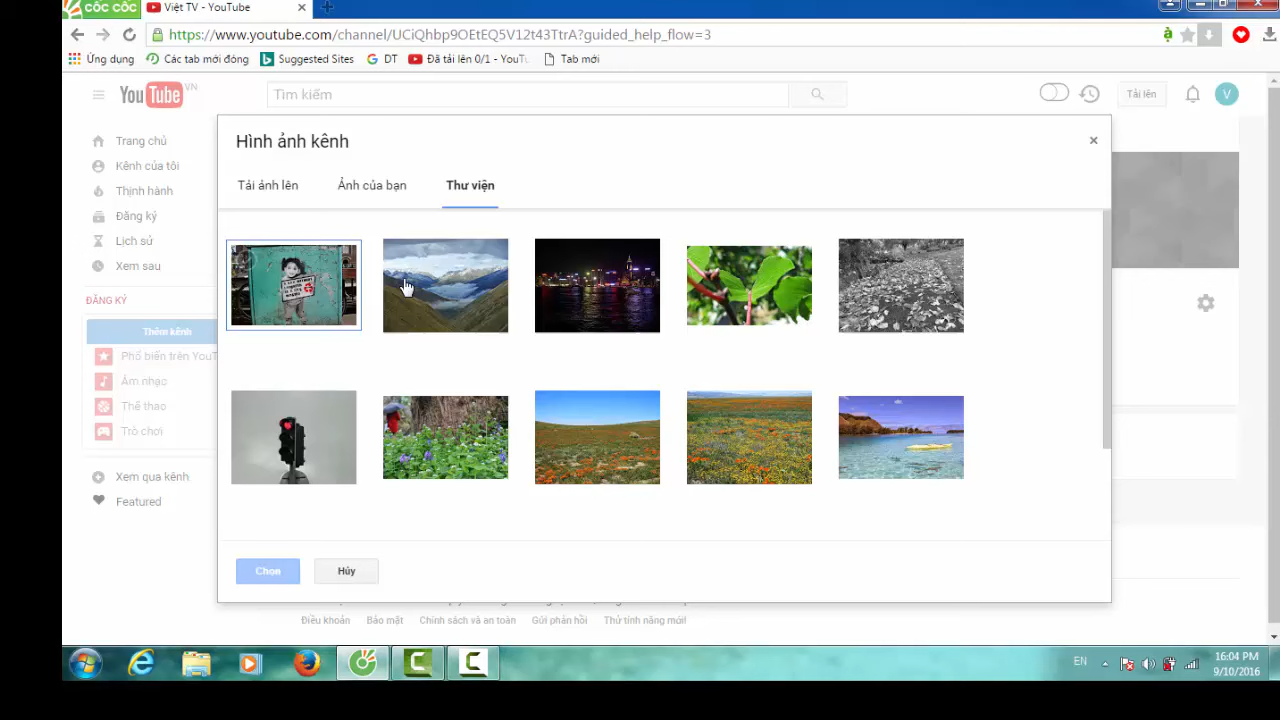 cốc cốc
Việt TV - YouTube
https://www.youtube.com/channel/UCiQhbp9OEtEQ5V12t43TtrA?guided_help_flow=3
Ứng dụng
Các tab mới đóng
Suggested Sites
DT
Đã tải lên 0/1 - YouTu
Tab mới
YouTube VN
Tìm kiếm
Tải lên
V
Hình ảnh kênh
Trang chủ
Kênh của tôi
Thịnh hành
Đăng ký
Lịch sử
Xem sau
ĐĂNG KÝ
Thêm kênh
Phổ biến trên YouT
Âm nhạc
Thể thao
Trò chơi
Xem qua kênh
Featured
Tải ảnh lên
Ảnh của bạn
Thư viện
Chọn
Hủy
Điều khoản
Bảo mật
Chính sách và an toàn
Gửi phản hồi
Thử tính năng mới!
EN
16:04 PM
9/10/2016